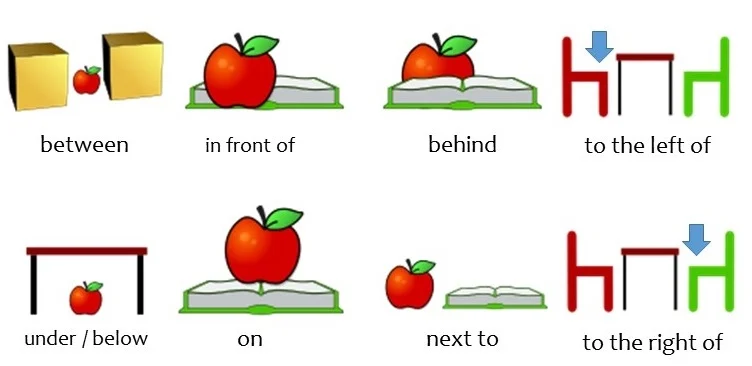 between
in front of
behind
to the left of
under / below
on
next to
to the right of